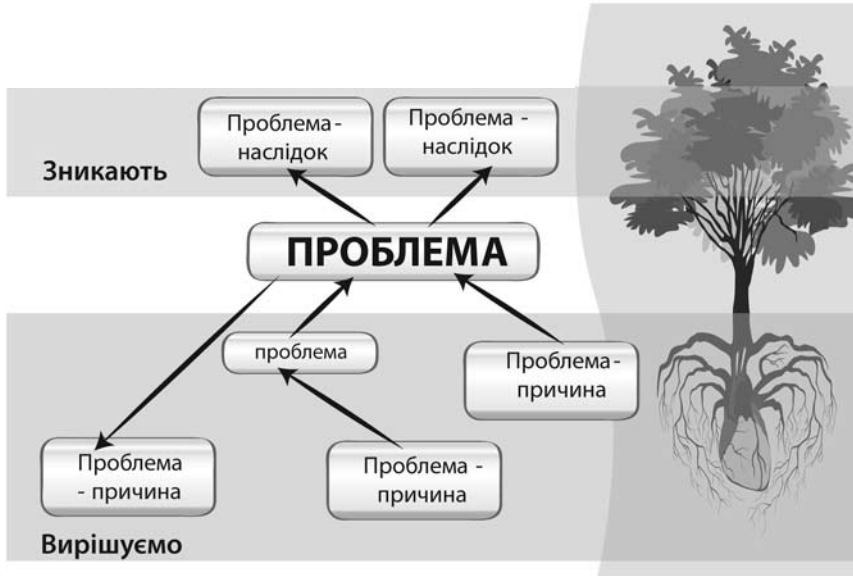 Проблема-
наслідок
Проблема -
наслідок
Зникають
ПРОБЛЕМА
проблема
Проблема-
причина
Проблема
- причина
Проблема -
причина
Вирішуємо